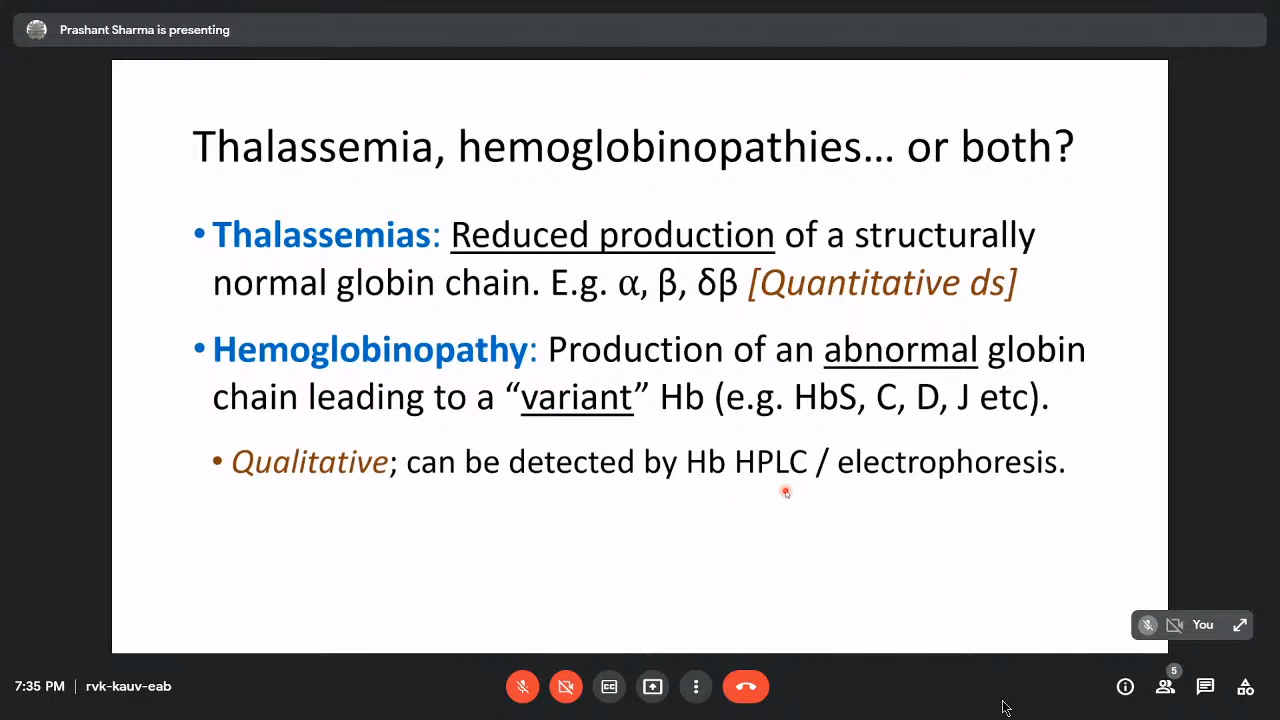 Prashant Sharma is presenting
Thalassemia, hemoglobinopathies... or both?
• Thalassemias: Reduced production of a structurally
normal globin chain. E.g. α, β, δβ [Quantitative ds]
• Hemoglobinopathy: Production of an abnormal globin
chain leading to a “variant” Hb (e.g. HbS, C, D, J etc).
• Qualitative; can be detected by Hb HPLC / electrophoresis.
You
5
7:35 PM | rvk-kauv-eab
CC